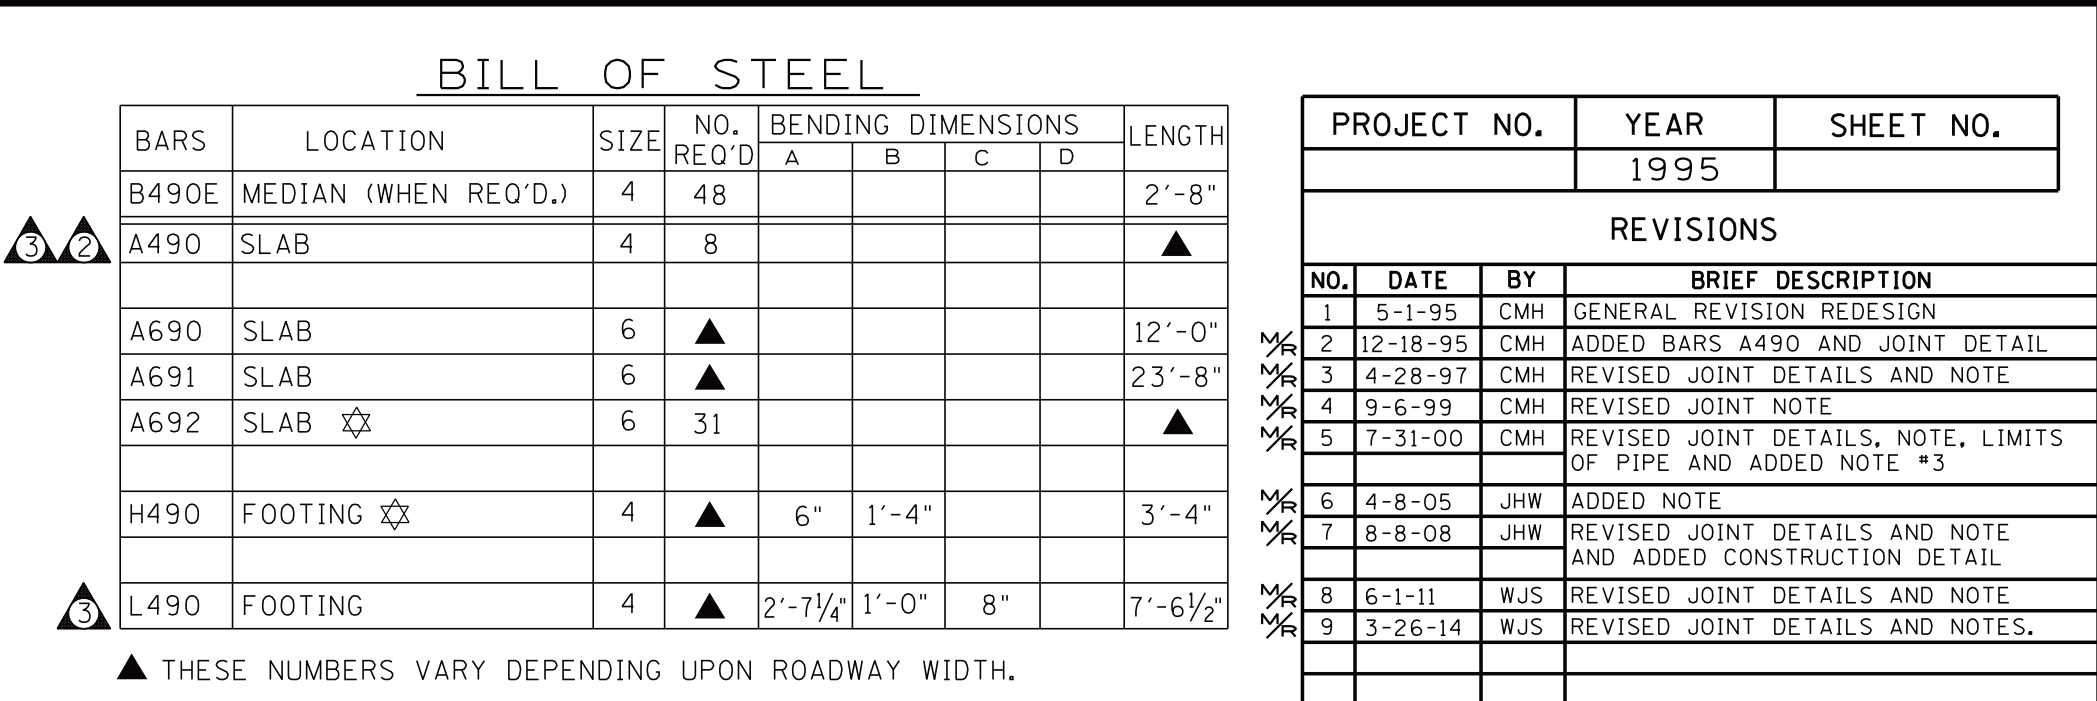 BILL OF STEEL
BARS LOCATION SIZE NO. REQ'D BENDING DIMENSIONS LENGTH
A B C D
B490E MEDIAN (WHEN REQ'D.) 4 48 2'-8"
3 2 A490 SLAB 4 8 ▲
A690 SLAB 6 ▲ 12'-0"
A691 SLAB 6 ▲ 23'-8"
A692 SLAB ✡ 6 31 ▲
H490 FOOTING ✡ 4 ▲ 6" 1'-4" 3'-4"
3 L490 FOOTING 4 ▲ 2'-7¼" 1'-0" 8" 7'-6½"
▲ THESE NUMBERS VARY DEPENDING UPON ROADWAY WIDTH.
PROJECT NO. YEAR SHEET NO.
1995
REVISIONS
NO. DATE BY BRIEF DESCRIPTION
1 5-1-95 CMH GENERAL REVISION REDESIGN
M/R 2 12-18-95 CMH ADDED BARS A490 AND JOINT DETAIL
M/R 3 4-28-97 CMH REVISED JOINT DETAILS AND NOTE
M/R 4 9-6-99 CMH REVISED JOINT NOTE
M/R 5 7-31-00 CMH REVISED JOINT DETAILS, NOTE, LIMITS
OF PIPE AND ADDED NOTE #3
M/R 6 4-8-05 JHW ADDED NOTE
M/R 7 8-8-08 JHW REVISED JOINT DETAILS AND NOTE
AND ADDED CONSTRUCTION DETAIL
M/R 8 6-1-11 WJS REVISED JOINT DETAILS AND NOTE
M/R 9 3-26-14 WJS REVISED JOINT DETAILS AND NOTES.